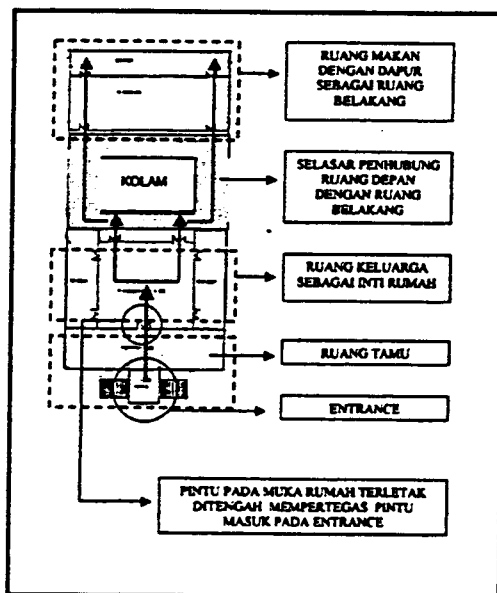 RUANG MAKAN
DENGAN DAPUR
SEBAGAI RUANG
BELAKANG
KOLAM
SELASAR PENHUBUNG
RUANG DEPAN
DENGAN RUANG
BELAKANG
RUANG KELUARGA
SEBAGAI INTI RUMAH
RUANG TAMU
ENTRANCE
PINTU PADA MUKA RUMAH TERLETAK
DITENGAH MEMPERTEGAS PINTU
MASUK PADA ENTRANCE